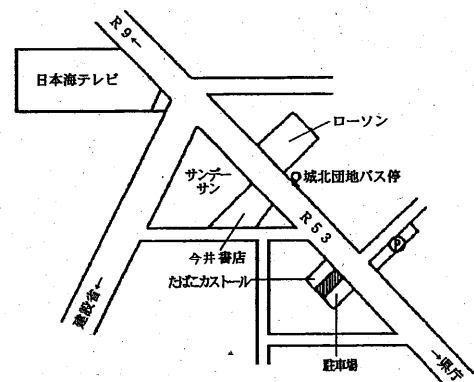 R9←
日本海テレビ
ローソン
サンデー
サン
城北団地バス停
R53
P
今井書店
たばこカストール
建設省←
駐車場
→県庁